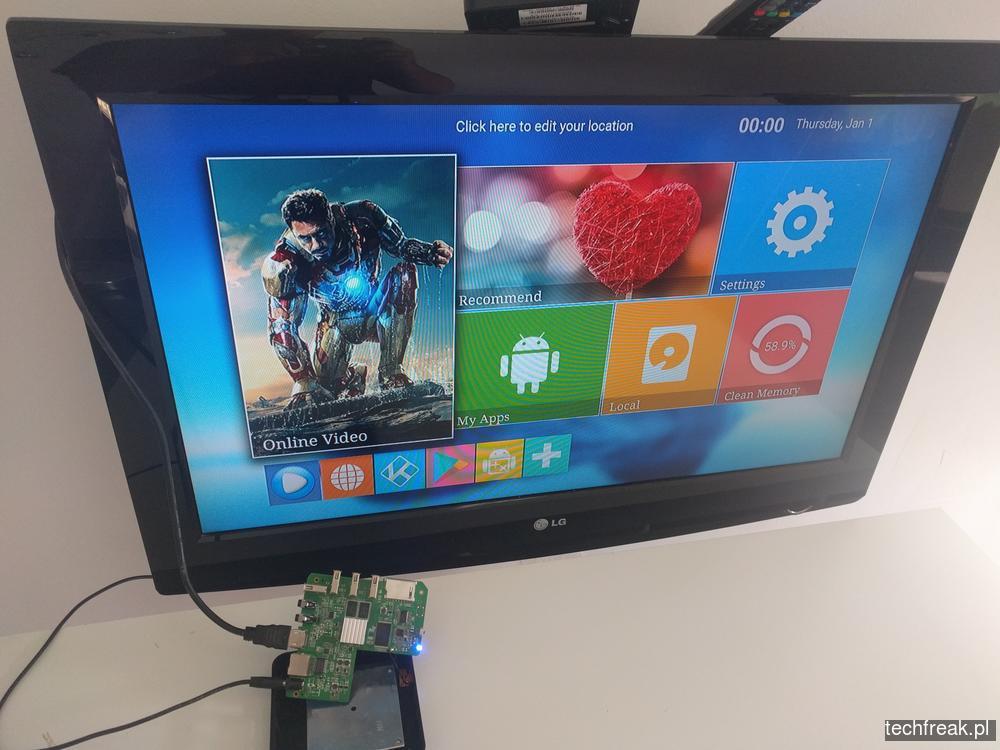 Click here to edit your location
00:00 Thursday, Jan 1
Online Video
Recommend
Settings
My Apps
Local
58.9%
Clean Memory
LG
techfreak.pl